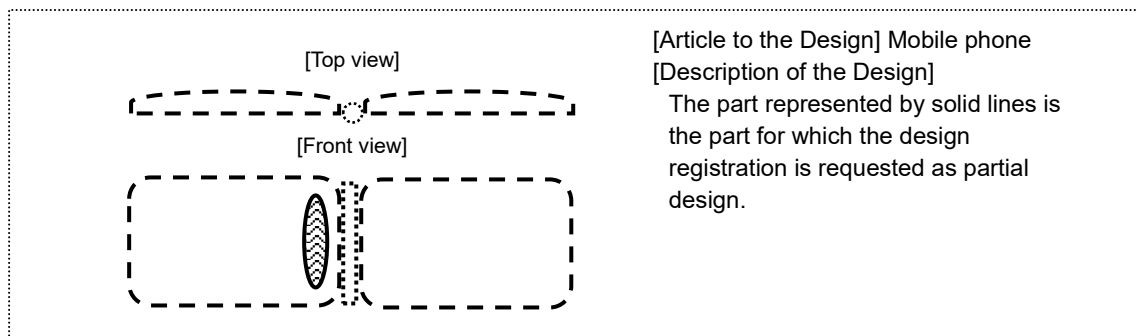 [Top view]
[Front view]
[Article to the Design] Mobile phone
[Description of the Design]
The part represented by solid lines is
the part for which the design
registration is requested as partial
design.